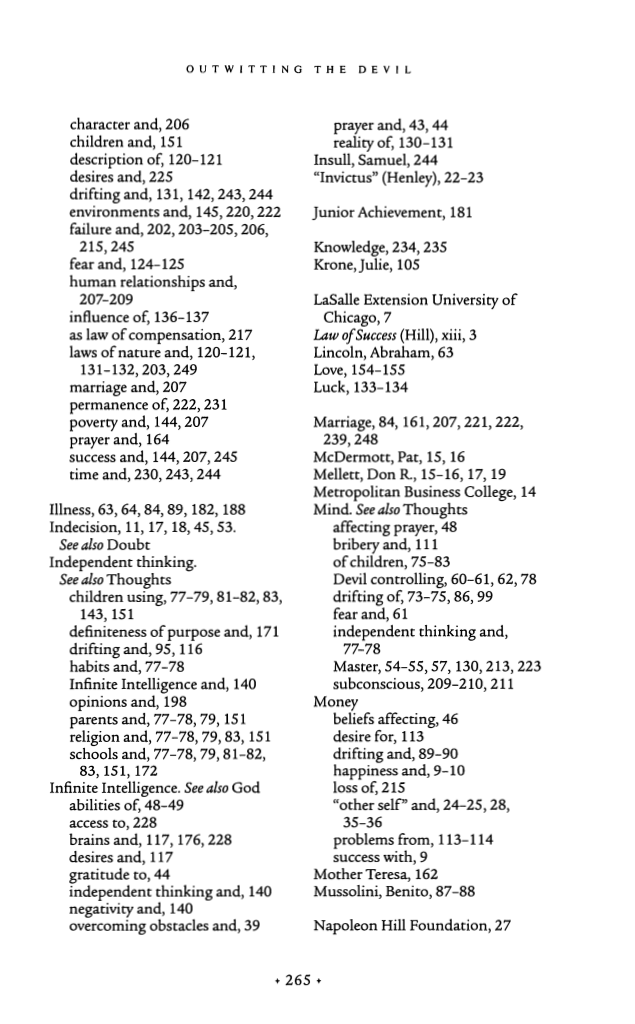 OUTWITTING THE DEVIL
character and, 206
children and, 151
description of, 120–121
desires and, 225
drifting and, 131, 142, 243, 244
environments and, 145, 220, 222
failure and, 202, 203–205, 206,
215, 245
fear and, 124–125
human relationships and,
207–209
influence of, 136–137
as law of compensation, 217
laws of nature and, 120–121,
131–132, 203, 249
marriage and, 207
permanence of, 222, 231
poverty and, 144, 207
prayer and, 164
success and, 144, 207, 245
time and, 230, 243, 244
Illness, 63, 64, 84, 89, 182, 188
Indecision, 11, 17, 18, 45, 53.
See also Doubt
Independent thinking.
See also Thoughts
children using, 77–79, 81–82, 83,
143, 151
definiteness of purpose and, 171
drifting and, 95, 116
habits and, 77–78
Infinite Intelligence and, 140
opinions and, 198
parents and, 77–78, 79, 151
religion and, 77–78, 79, 83, 151
schools and, 77–78, 79, 81–82,
83, 151, 172
Infinite Intelligence. See also God
abilities of, 48–49
access to, 228
brains and, 117, 176, 228
desires and, 117
gratitude to, 44
independent thinking and, 140
negativity and, 140
overcoming obstacles and, 39
prayer and, 43, 44
reality of, 130–131
Insull, Samuel, 244
“Invictus” (Henley), 22–23
Junior Achievement, 181
Knowledge, 234, 235
Krone, Julie, 105
LaSalle Extension University of
Chicago, 7
Law of Success (Hill), xiii, 3
Lincoln, Abraham, 63
Love, 154–155
Luck, 133–134
Marriage, 84, 161, 207, 221, 222,
239, 248
McDermott, Pat, 15, 16
Mellett, Don R., 15–16, 17, 19
Metropolitan Business College, 14
Mind. See also Thoughts
affecting prayer, 48
bribery and, 111
of children, 75–83
Devil controlling, 60–61, 62, 78
drifting of, 73–75, 86, 99
fear and, 61
independent thinking and,
77–78
Master, 54–55, 57, 130, 213, 223
subconscious, 209–210, 211
Money
beliefs affecting, 46
desire for, 113
drifting and, 89–90
happiness and, 9–10
loss of, 215
“other self” and, 24–25, 28,
35–36
problems from, 113–114
success with, 9
Mother Teresa, 162
Mussolini, Benito, 87–88
Napoleon Hill Foundation, 27
• 265 •